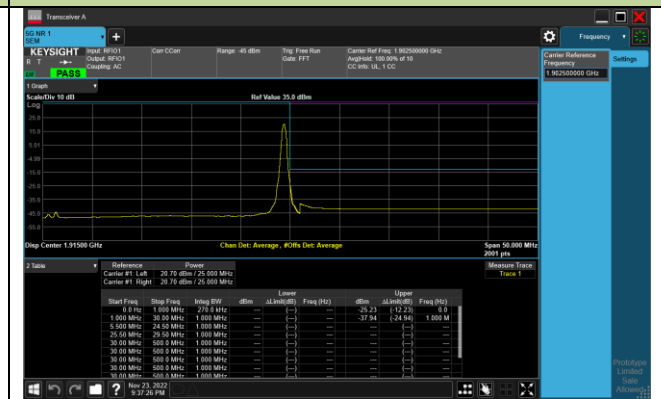 Transceiver A
5G NR 1
SEM
Frequency
KEYSIGHT
R T
PASS
Input: RFIO1
Output: RFIO1
Coupling: AC
Corr CCorr
Range: -45 dBm
Trig: Free Run
Gate: FFT
Carrier Ref Freq: 1.902500000 GHz
Avg|Hold: 100.00% of 10
CC Info: UL, 1 CC
Carrier Reference
Frequency
1.902500000 GHz
Settings
1 Graph
Scale/Div 10 dB
Ref Value 35.0 dBm
Log
25.0
15.0
5.01
-4.99
-15.0
-25.0
-35.0
-45.0
-55.0
Disp Center 1.91500 GHz
Chan Det: Average , #Offs Det: Average
Span 50.000 MHz
2001 pts
2 Table
Reference Power
Carrier #1: Left 20.70 dBm / 25.000 MHz
Carrier #1: Right 20.70 dBm / 25.000 MHz
Measure Trace
Trace 1
Lower Upper
Start Freq Stop Freq Integ BW dBm ΔLimit(dB) Freq (Hz) dBm ΔLimit(dB) Freq (Hz)
0.0 Hz 1.000 MHz 270.0 kHz --- (---) --- -25.23 (-12.23) 0.0
1.000 MHz 30.00 MHz 1.000 MHz --- (---) --- -37.94 (-24.94) 1.000 M
5.500 MHz 24.50 MHz 1.000 MHz --- (---) --- --- (---) ---
25.50 MHz 29.50 MHz 1.000 MHz --- (---) --- --- (---) ---
30.00 MHz 500.0 MHz 1.000 MHz --- (---) --- --- (---) ---
30.00 MHz 500.0 MHz 1.000 MHz --- (---) --- --- (---) ---
30.00 MHz 500.0 MHz 1.000 MHz --- (---) --- --- (---) ---
30.00 MHz 500.0 MHz 1.000 MHz --- (---) --- --- (---) ---
Prototype
Limited
Sale
Allowed
Nov 23, 2022
9:37:26 PM